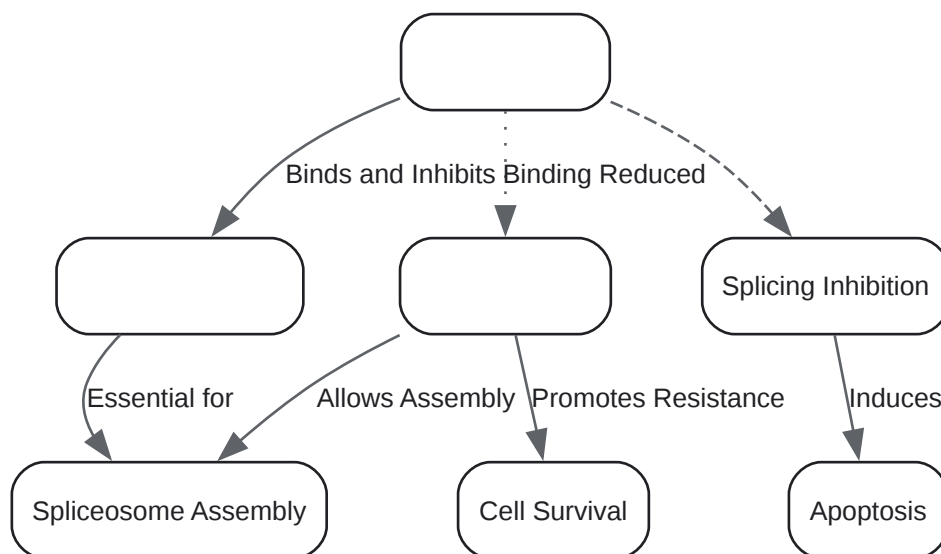 Binds and Inhibits
Binding Reduced
Splicing Inhibition
Essential for
Allows Assembly
Promotes Resistance
Induces
Spliceosome Assembly
Cell Survival
Apoptosis